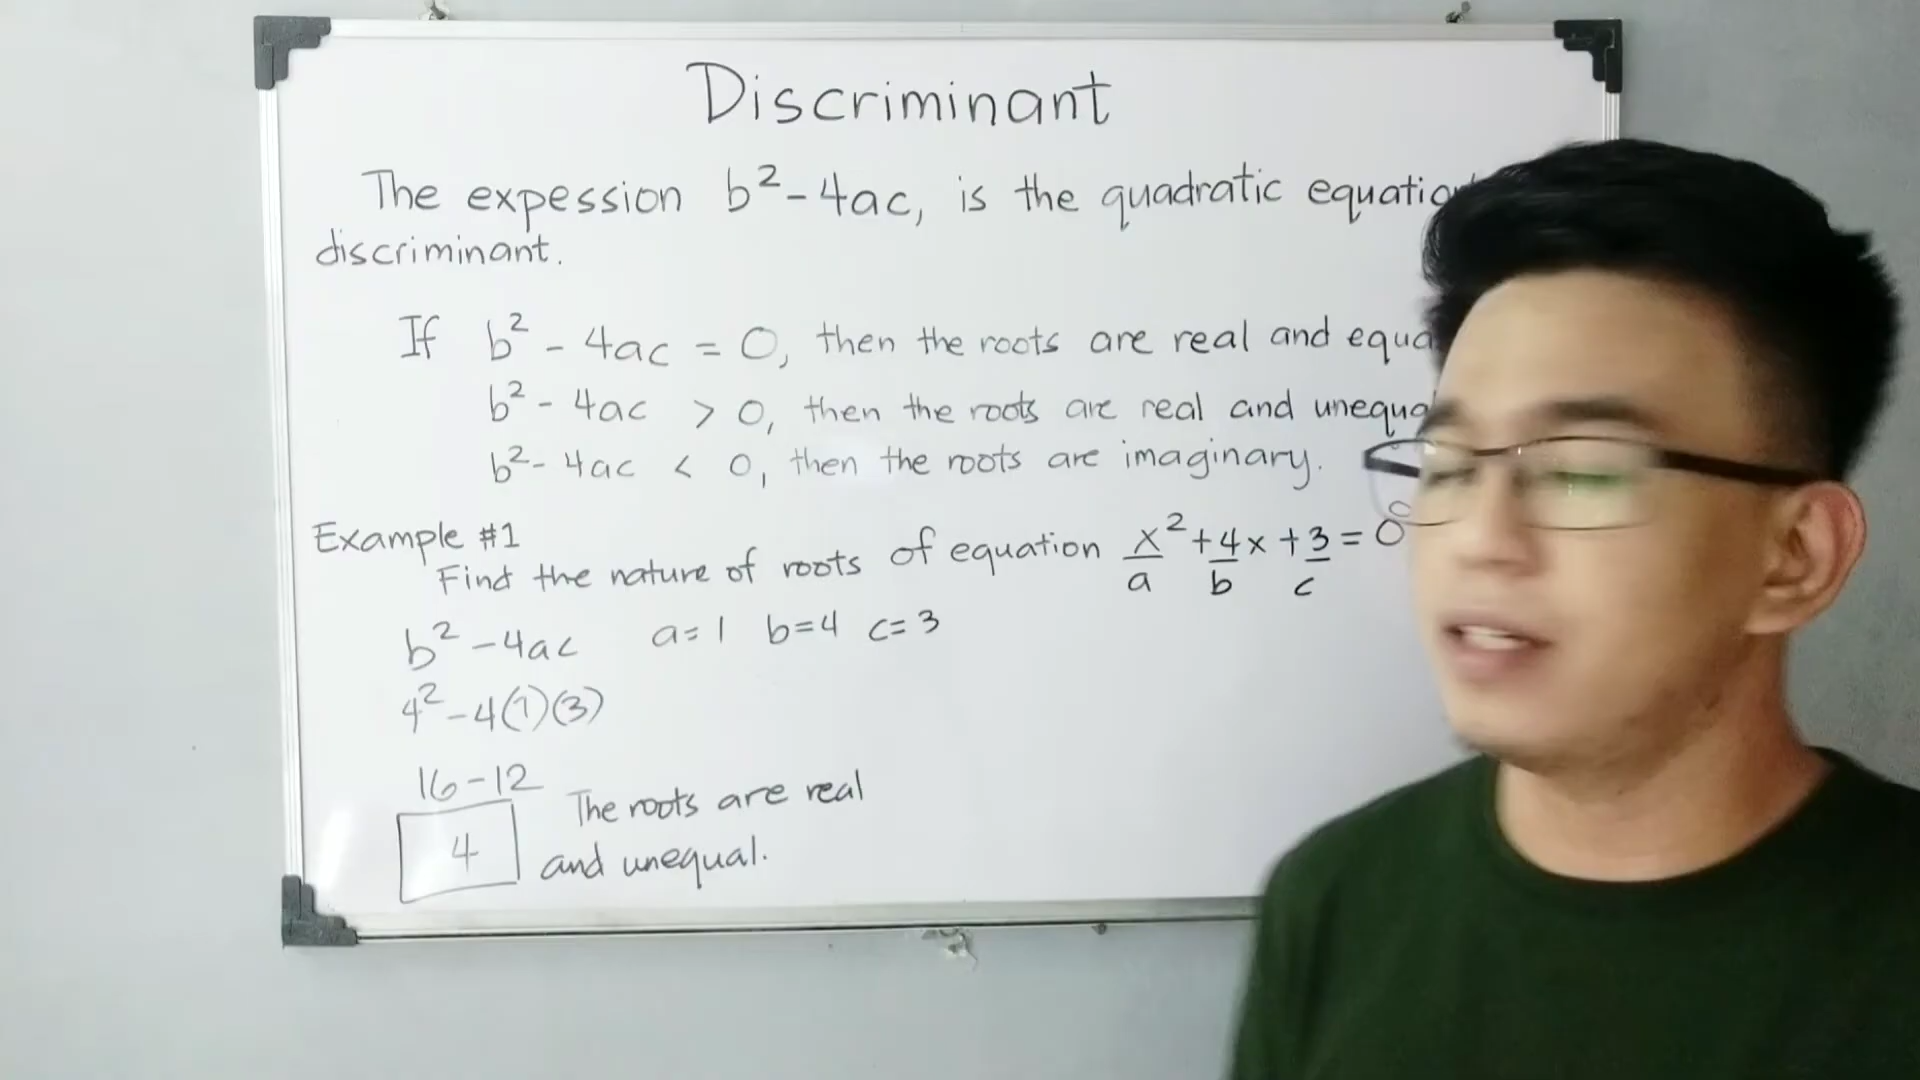 Discriminant
The expession b² - 4ac, is the quadratic equation
discriminant.
If b² - 4ac = 0, then the roots are real and equa
b² - 4ac > 0, then the roots are real and unequal
b² - 4ac < 0, then the roots are imaginary.
Example #1
Find the nature of roots of equation x² + 4x + 3 = 0
a b c
b² - 4ac a = 1 b = 4 c = 3
4² - 4(1)(3)
16 - 12
The roots are real
4 and unequal.